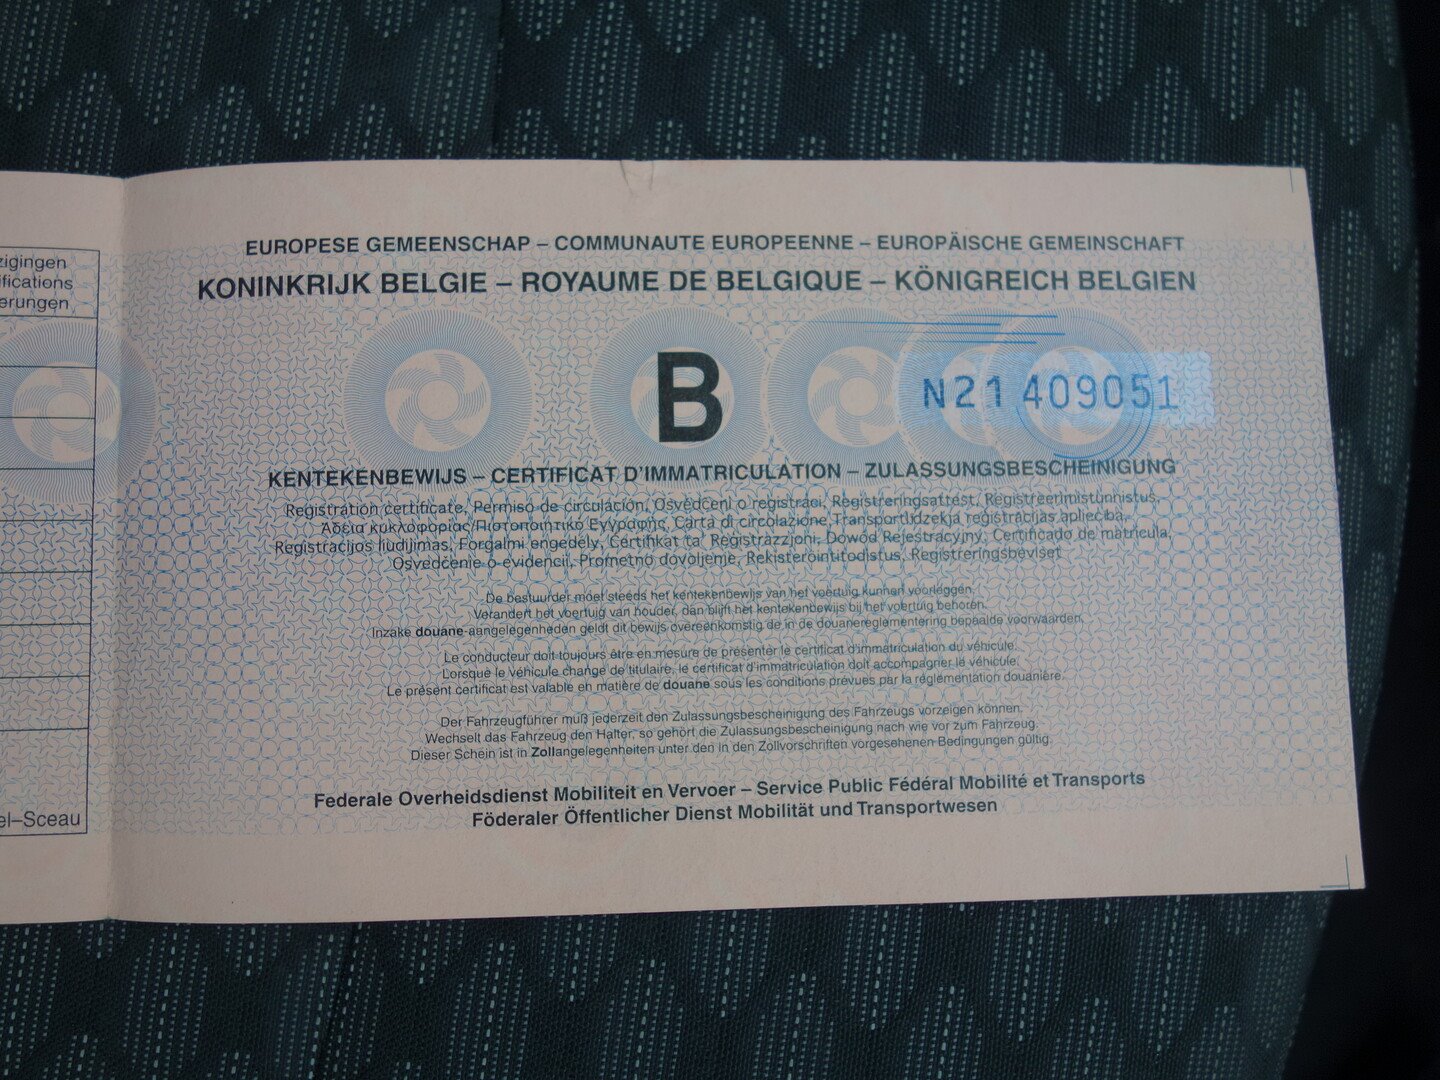 zigingen
ifications
erungen
el–Sceau
EUROPESE GEMEENSCHAP – COMMUNAUTE EUROPEENNE – EUROPÄISCHE GEMEINSCHAFT
KONINKRIJK BELGIE – ROYAUME DE BELGIQUE – KÖNIGREICH BELGIEN
B
N21 409051
KENTEKENBEWIJS – CERTIFICAT D'IMMATRICULATION – ZULASSUNGSBESCHEINIGUNG
Registration certificate, Permiso de circulación, Osvědčení o registraci, Registreringsattest, Registreerimistunnistus,
Άδεια κυκλοφορίας/Πιστοποιητικό Εγγραφής, Carta di circolazione, Transportlīdzekļa reģistrācijas apliecība,
Registracijos liudijimas, Forgalmi engedély, Ċertifikat ta' Reġistrazzjoni, Dowód Rejestracyjny, Certificado de matrícula,
Osvedčenie o evidencii, Prometno dovoljenje, Rekisteröintitodistus, Registreringsbeviset
De bestuurder moet steeds het kentekenbewijs van het voertuig kunnen voorleggen.
Verandert het voertuig van houder, dan blijft het kentekenbewijs bij het voertuig behoren.
Inzake douane-aangelegenheden geldt dit bewijs overeenkomstig de in de douanereglementering bepaalde voorwaarden.
Le conducteur doit toujours être en mesure de présenter le certificat d'immatriculation du véhicule.
Lorsque le véhicule change de titulaire, le certificat d'immatriculation doit accompagner le véhicule.
Le présent certificat est valable en matière de douane sous les conditions prévues par la réglementation douanière.
Der Fahrzeugführer muß jederzeit den Zulassungsbescheinigung des Fahrzeugs vorzeigen können.
Wechselt das Fahrzeug den Halter, so gehört die Zulassungsbescheinigung nach wie vor zum Fahrzeug.
Dieser Schein ist in Zollangelegenheiten unter den in den Zollvorschriften vorgesehenen Bedingungen gültig.
Federale Overheidsdienst Mobiliteit en Vervoer – Service Public Fédéral Mobilité et Transports
Föderaler Öffentlicher Dienst Mobilität und Transportwesen